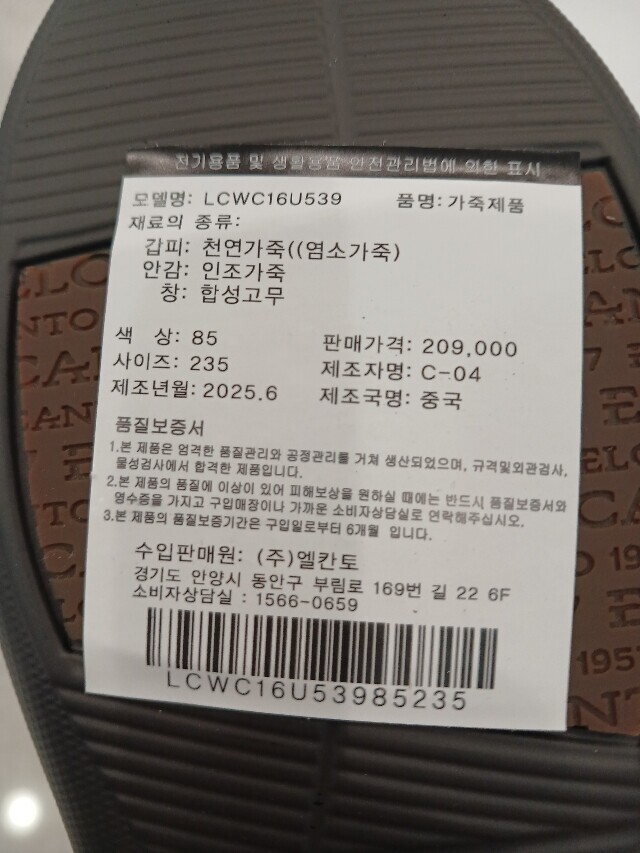 전기용품 및 생활용품 안전관리법에 의한 표시
모델명: LCWC16U539 품명: 가죽제품
재료의 종류:
갑피: 천연가죽((염소가죽)
안감: 인조가죽
창: 합성고무
색 상: 85 판매가격: 209,000
사이즈: 235 제조자명: C-04
제조년월: 2025.6 제조국명: 중국
품질보증서
1.본 제품은 엄격한 품질관리와 공정관리를 거쳐 생산되었으며, 규격및외관검사,
물성검사에서 합격한 제품입니다.
2.본 제품의 품질에 이상이 있어 피해보상을 원하실 때에는 반드시 품질보증서와
영수증을 가지고 구입매장이나 가까운 소비자상담실로 연락해주십시오.
3.본 제품의 품질보증기간은 구입일로부터 6개월 입니다.
수입판매원: (주)엘칸토
경기도 안양시 동안구 부림로 169번 길 22 6F
소비자상담실 : 1566-0659
LCWC16U53985235